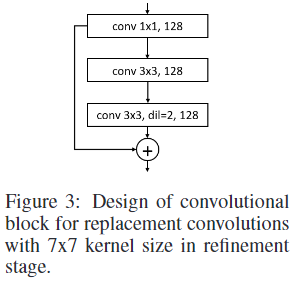 conv 1x1, 128
conv 3x3, 128
conv 3x3, dil=2, 128
+
Figure 3: Design of convolutional
block for replacement convolutions
with 7x7 kernel size in refinement
stage.